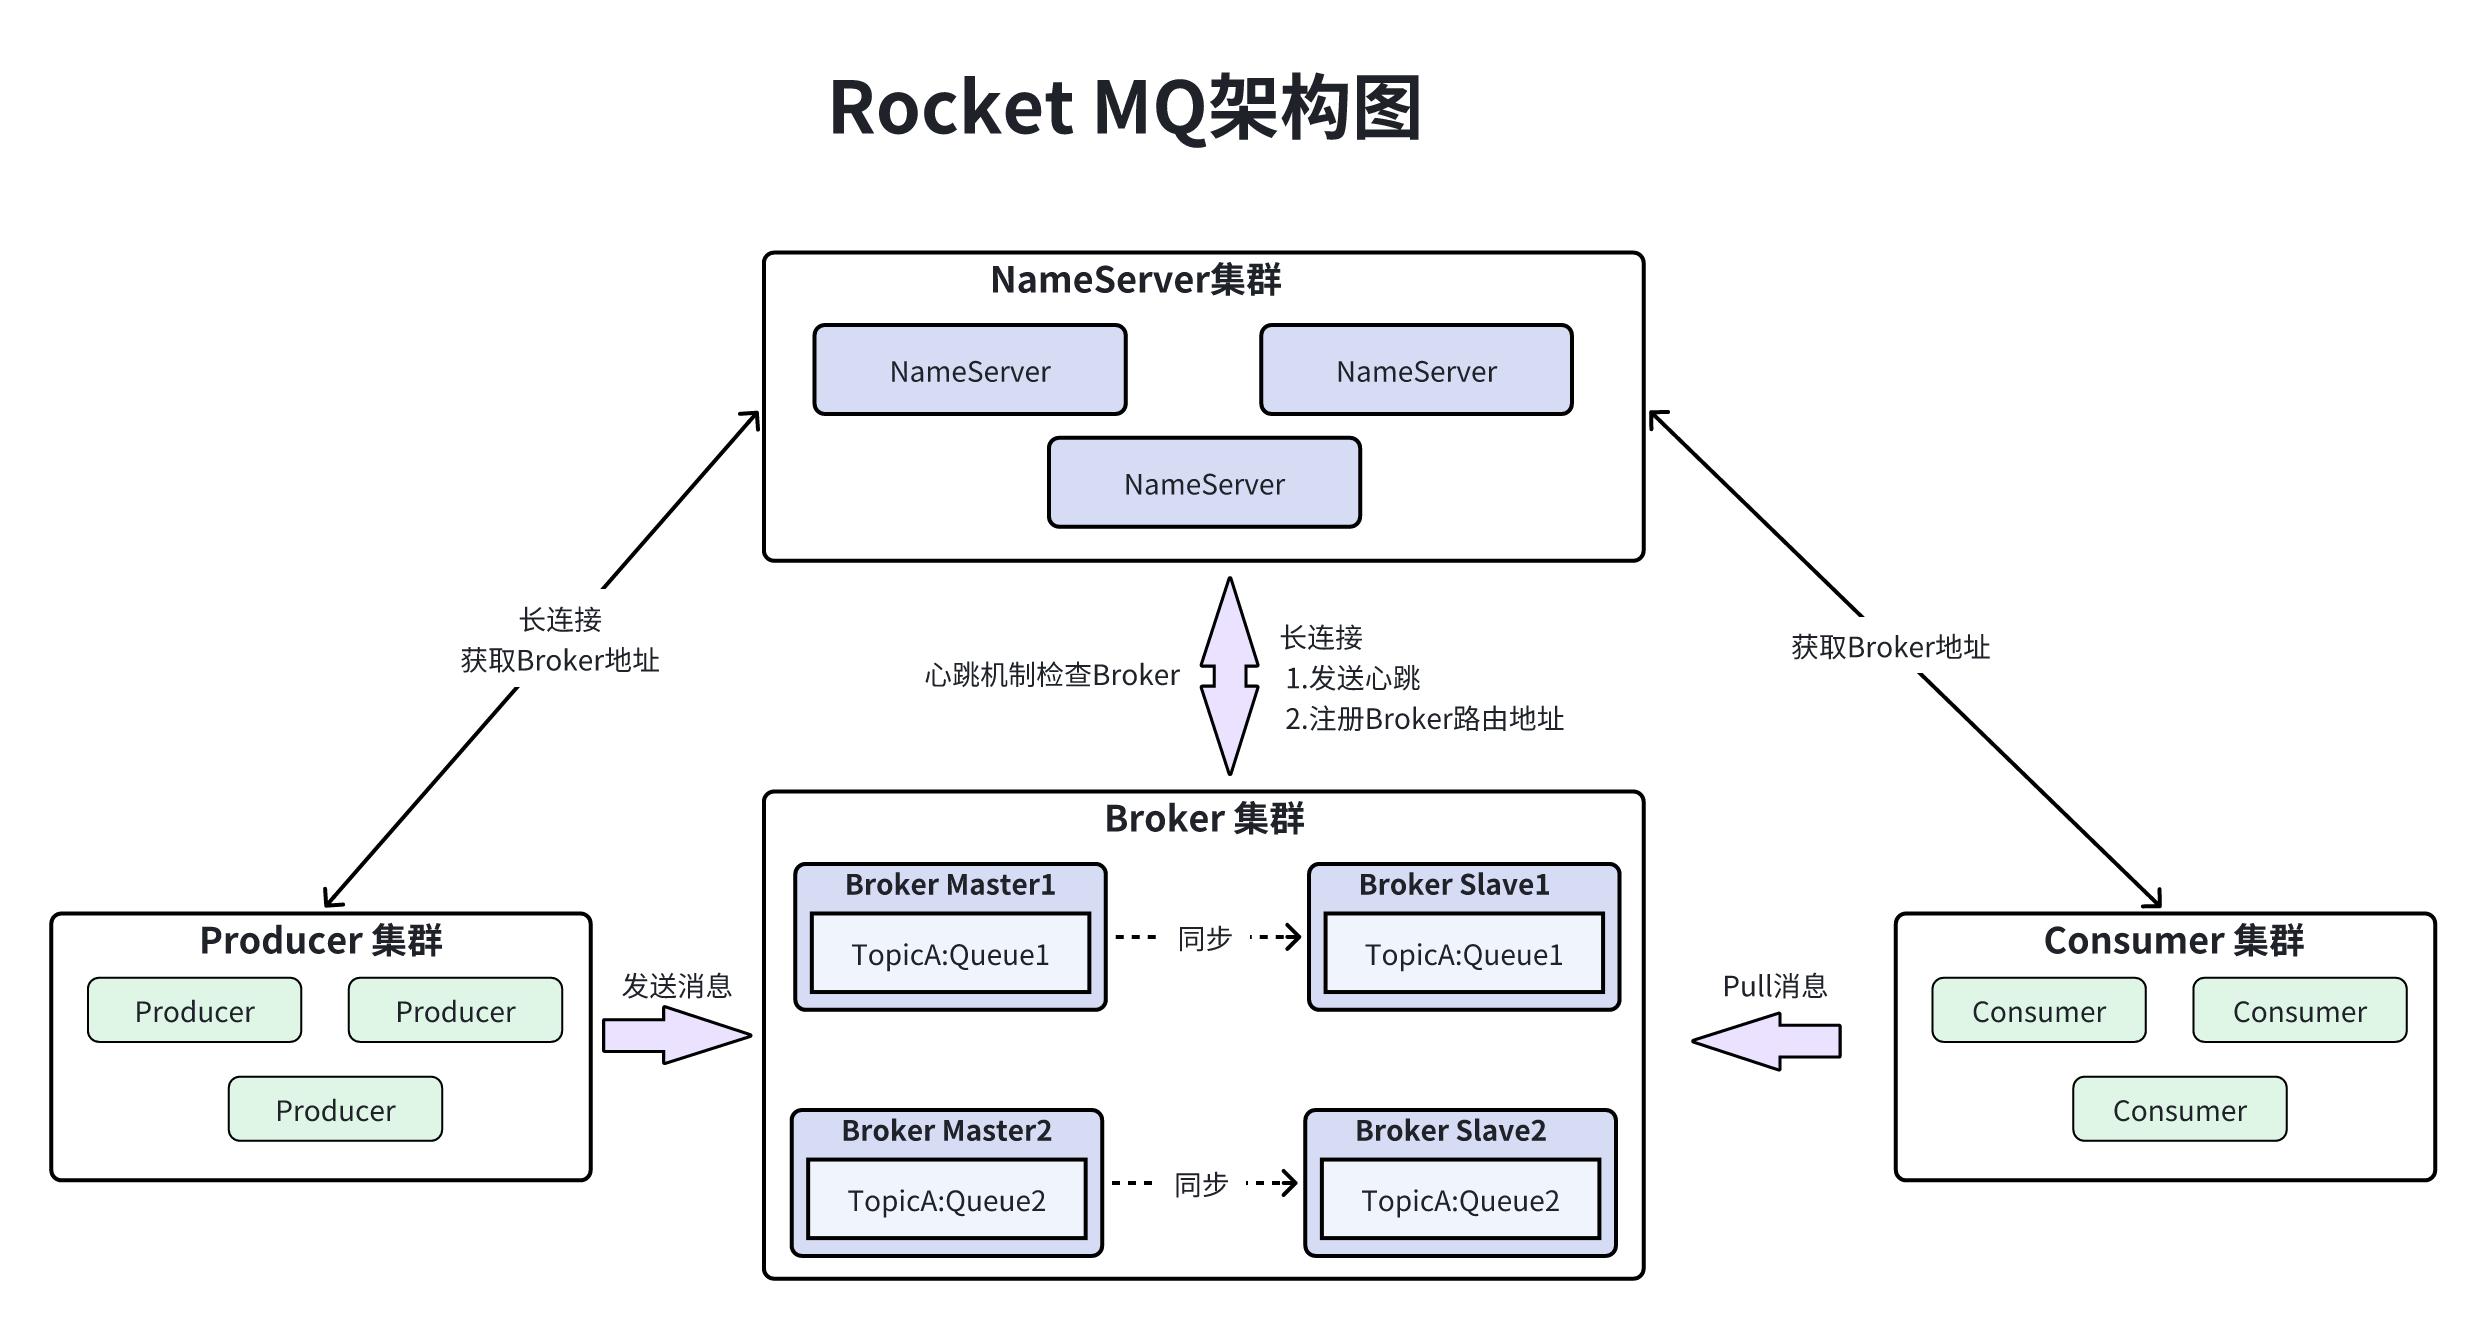 Rocket MQ架构图
NameServer集群
NameServer
NameServer
NameServer
长连接
获取Broker地址
心跳机制检查Broker
长连接
1.发送心跳
2.注册Broker路由地址
获取Broker地址
Producer 集群
Producer
Producer
Producer
发送消息
Broker 集群
Broker Master1
TopicA:Queue1
同步
Broker Slave1
TopicA:Queue1
Broker Master2
TopicA:Queue2
同步
Broker Slave2
TopicA:Queue2
Pull消息
Consumer 集群
Consumer
Consumer
Consumer